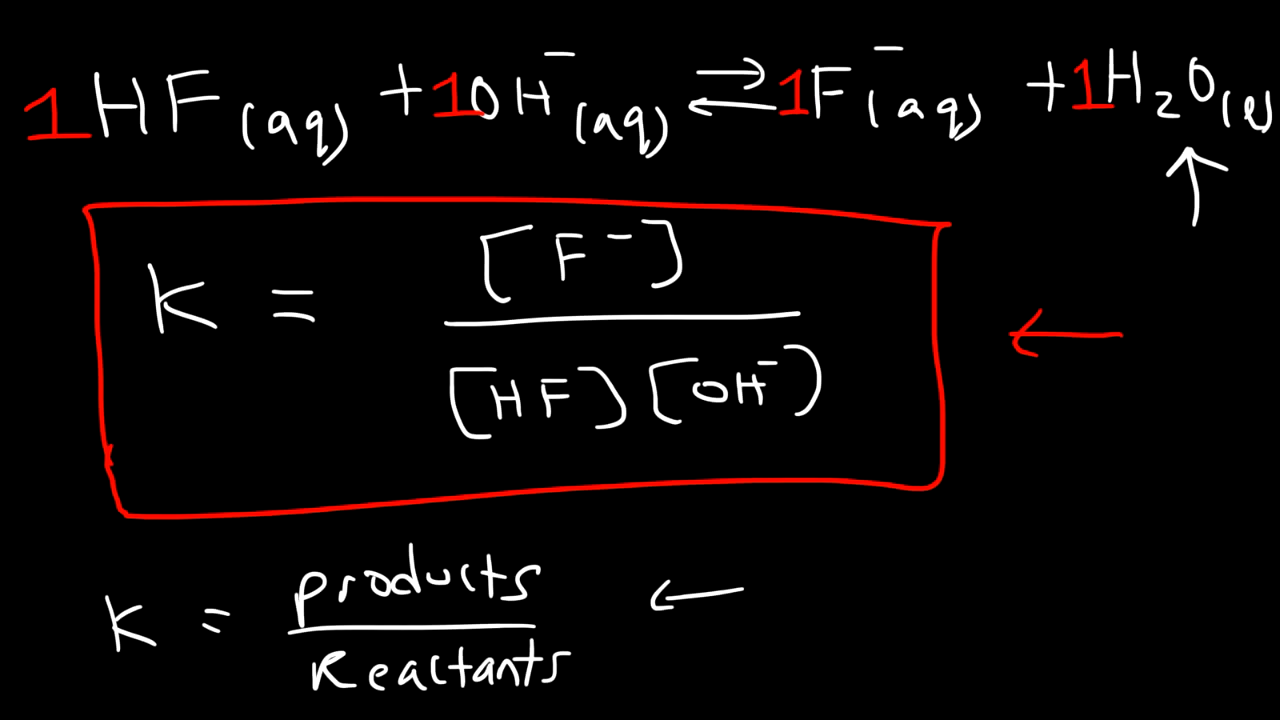 1HF(aq) + 1OH⁻(aq) ⇌ 1F⁻(aq) + 1H₂O(l)
K = [F⁻] / [HF][OH⁻]
K = products / Reactants